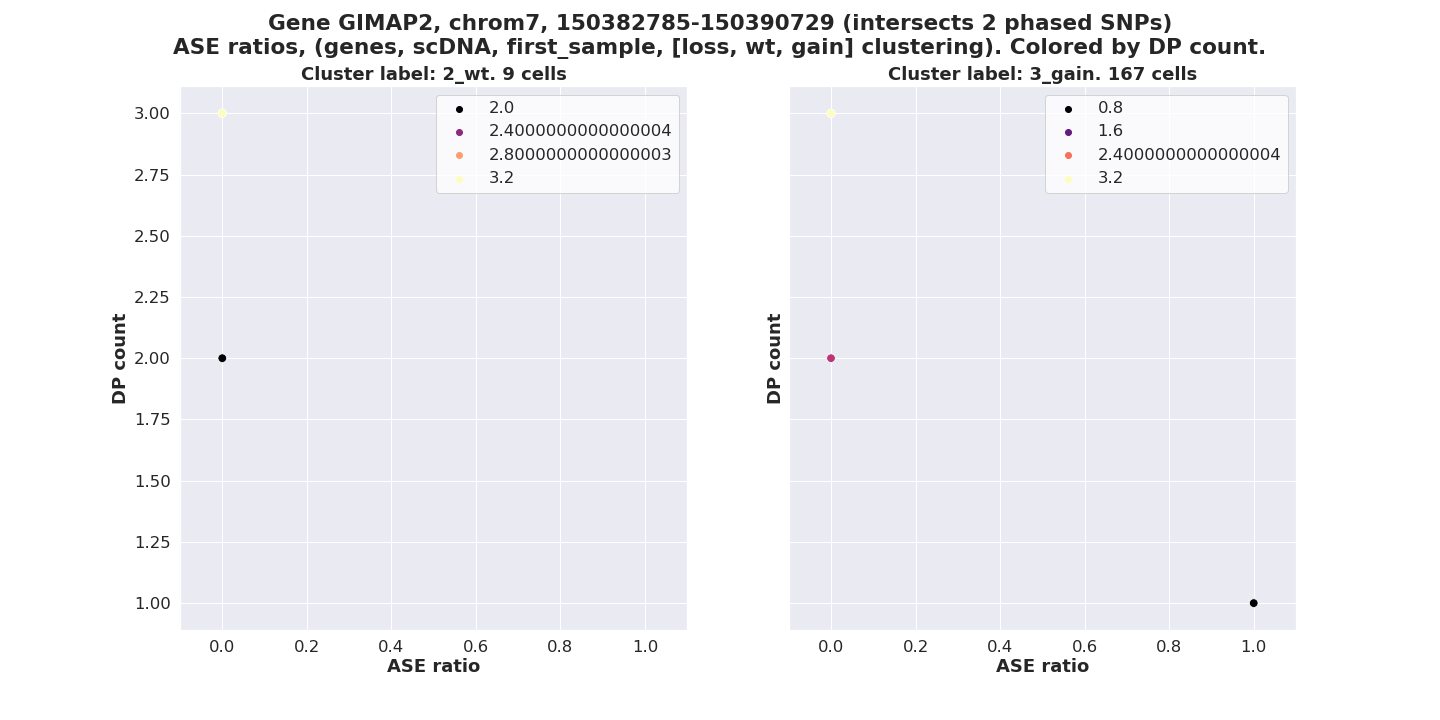 Gene GIMAP2, chrom7, 150382785-150390729 (intersects 2 phased SNPs)
ASE ratios, (genes, scDNA, first_sample, [loss, wt, gain] clustering). Colored by DP count.
Cluster label: 2_wt. 9 cells
2.0
2.4000000000000004
2.8000000000000003
3.2
3.00
2.75
2.50
2.25
2.00
1.75
1.50
1.25
1.00
DP count
0.0 0.2 0.4 0.6 0.8 1.0
ASE ratio
Cluster label: 3_gain. 167 cells
0.8
1.6
2.4000000000000004
3.2
DP count
0.0 0.2 0.4 0.6 0.8 1.0
ASE ratio